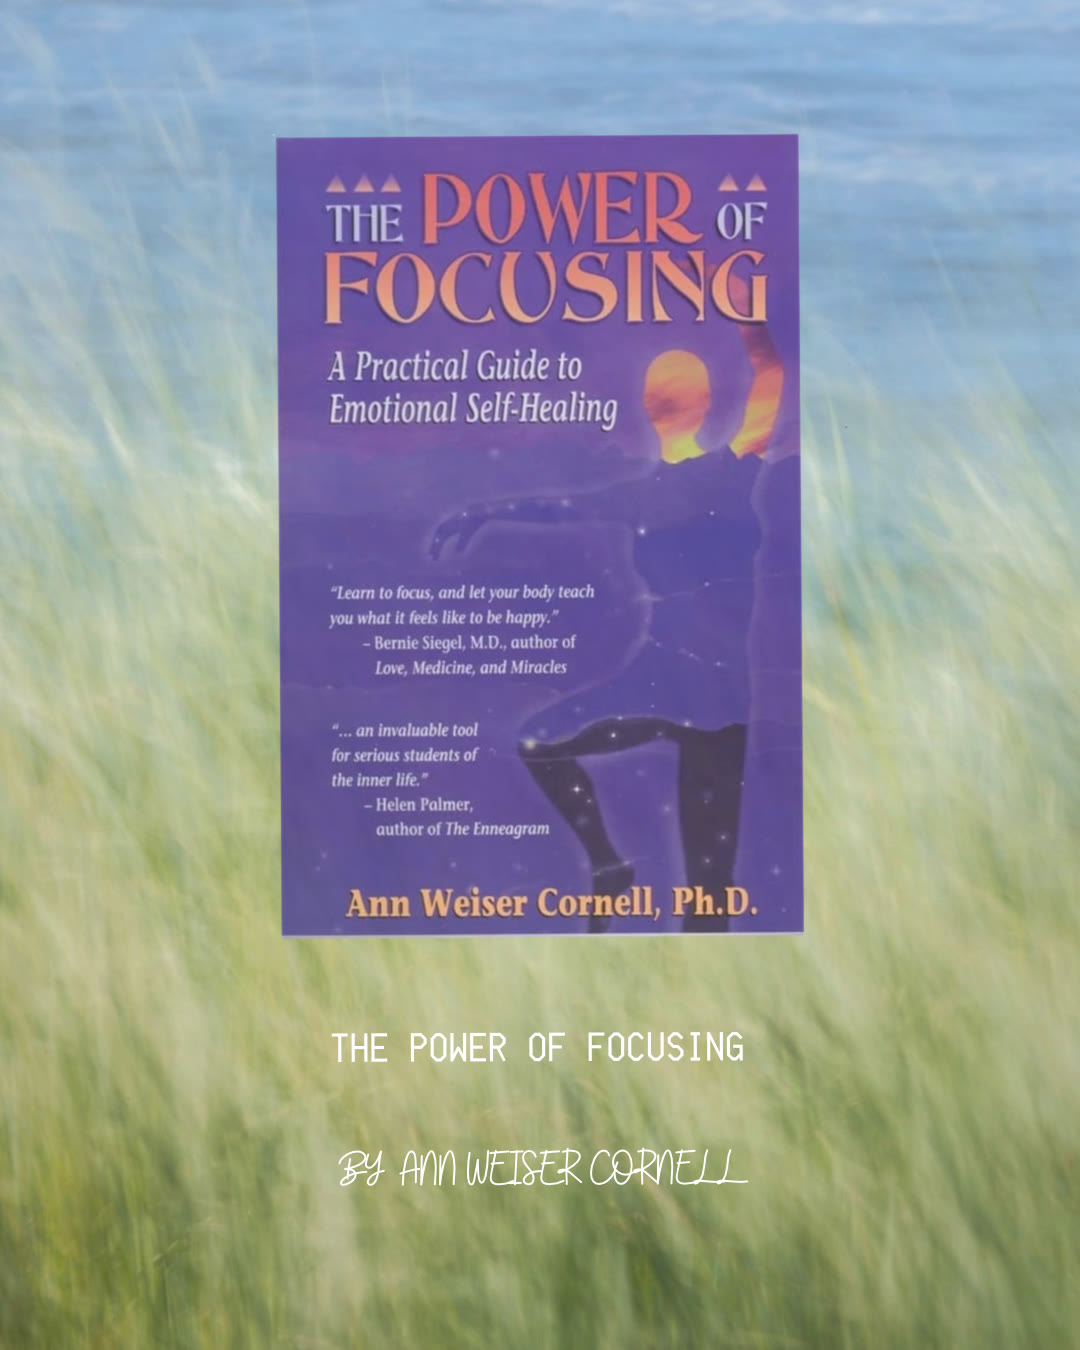 THE POWER OF
FOCUSING
A Practical Guide to
Emotional Self-Healing
“Learn to focus, and let your body teach
you what it feels like to be happy.”
– Bernie Siegel, M.D., author of
Love, Medicine, and Miracles
“... an invaluable tool
for serious students of
the inner life.”
– Helen Palmer,
author of The Enneagram
Ann Weiser Cornell, Ph.D.
THE POWER OF FOCUSING
BY ANN WEISER CORNELL